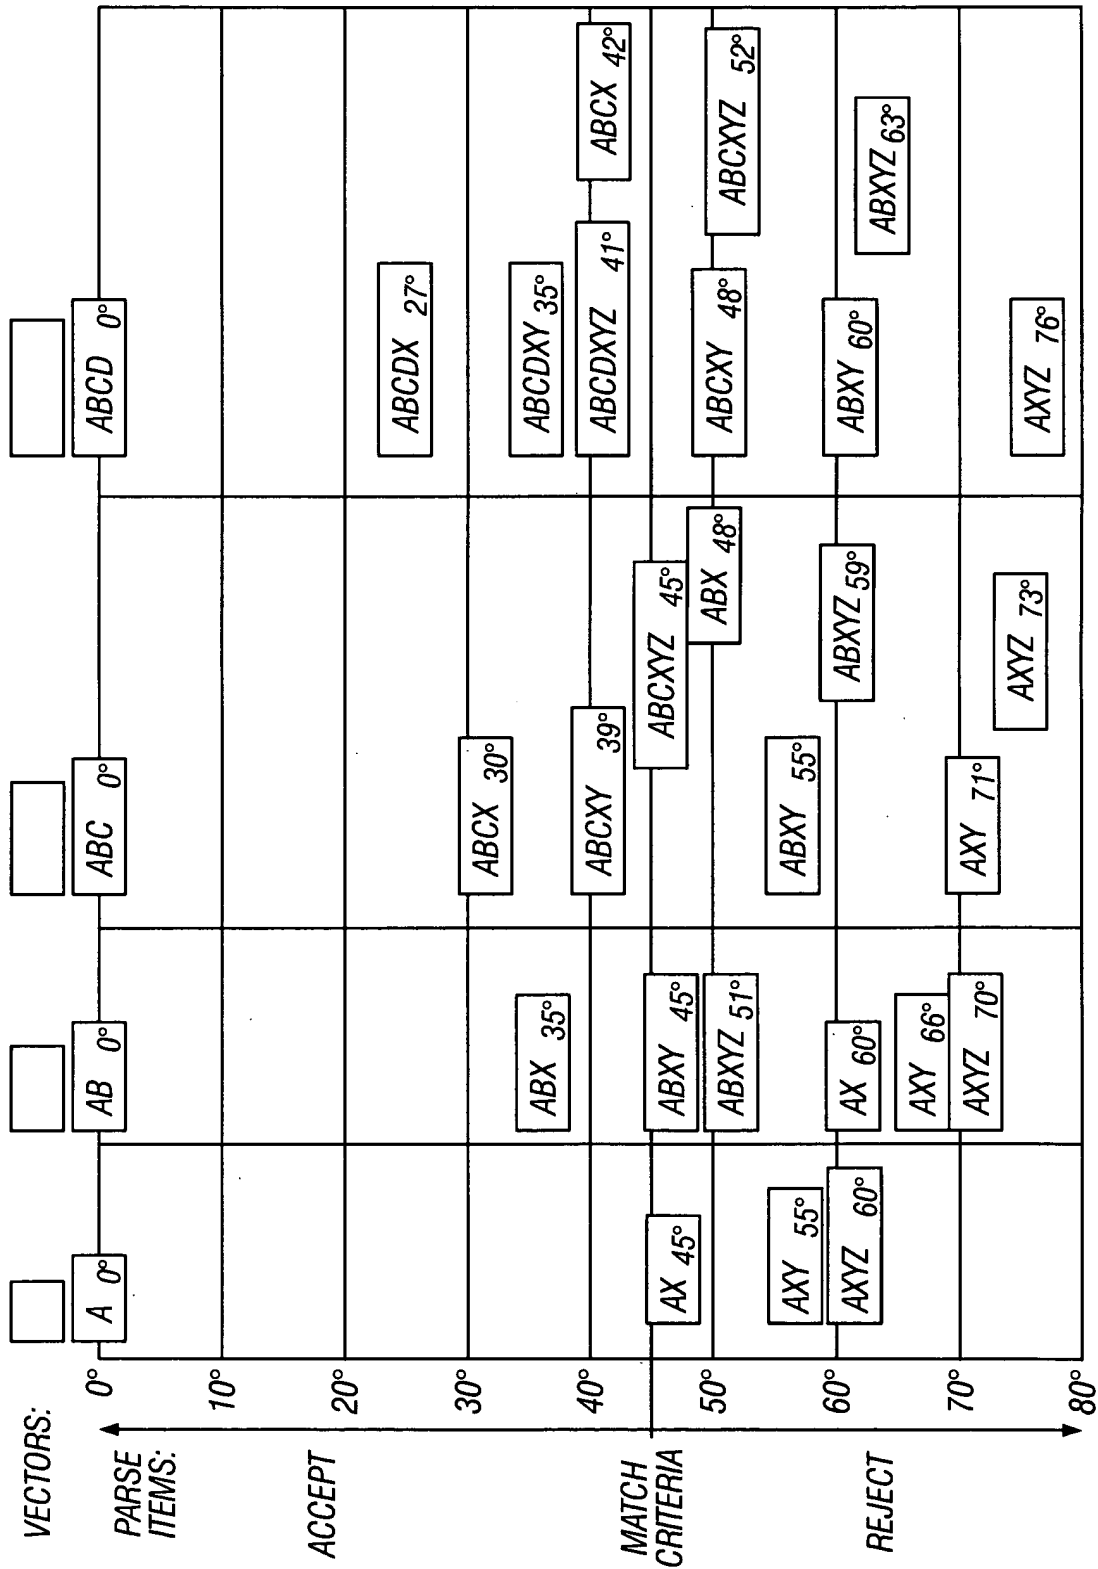 VECTORS:
PARSE
ITEMS:
ACCEPT
MATCH
CRITERIA
REJECT
0°
10°
20°
30°
40°
50°
60°
70°
80°
A 0°
AX 45°
AXY 55°
AXYZ 60°
AB 0°
ABX 35°
ABXY 45°
ABXYZ 51°
AX 60°
AXY 66°
AXYZ 70°
ABC 0°
ABCX 30°
ABCXY 39°
ABCXYZ 45°
ABX 48°
ABXY 55°
ABXYZ 59°
AXY 71°
AXYZ 73°
ABCD 0°
ABCDX 27°
ABCDXY 35°
ABCDXYZ 41°
ABCX 42°
ABCXY 48°
ABCXYZ 52°
ABXY 60°
ABXYZ 63°
AXYZ 76°